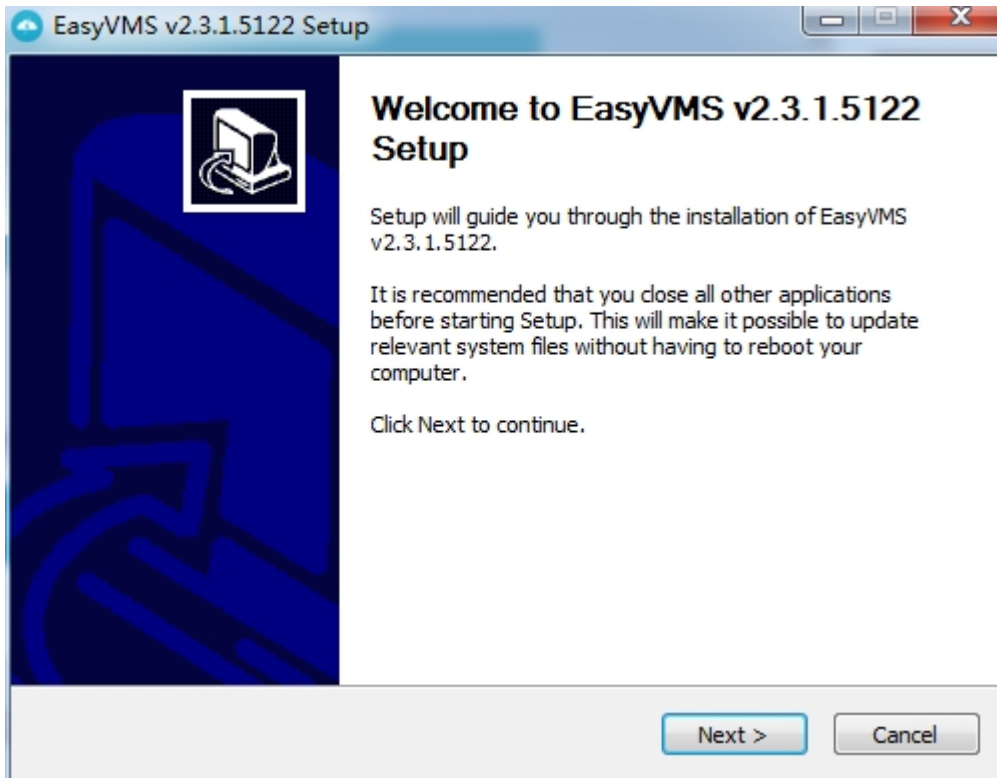 EasyVMS v2.3.1.5122 Setup
Welcome to EasyVMS v2.3.1.5122
Setup
Setup will guide you through the installation of EasyVMS
v2.3.1.5122.
It is recommended that you close all other applications
before starting Setup. This will make it possible to update
relevant system files without having to reboot your
computer.
Click Next to continue.
Next >
Cancel